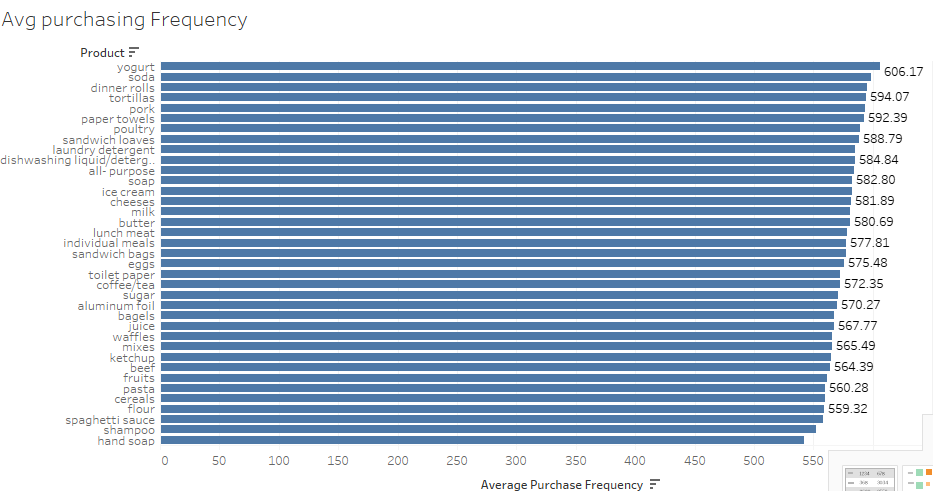 Avg purchasing Frequency
Product
yogurt
606.17
soda
dinner rolls
tortillas 594.07
pork
paper towels 592.39
poultry
sandwich loaves 588.79
laundry detergent
dishwashing liquid/deterg.. 584.84
all- purpose
soap 582.80
ice cream
cheeses 581.89
milk
butter 580.69
lunch meat
individual meals 577.81
sandwich bags
eggs 575.48
toilet paper
coffee/tea 572.35
sugar
aluminum foil 570.27
bagels
juice 567.77
waffles
mixes 565.49
ketchup
beef 564.39
fruits
pasta 560.28
cereals
flour 559.32
spaghetti sauce
shampoo
hand soap
0 50 100 150 200 250 300 350 400 450 500 550
Average Purchase Frequency